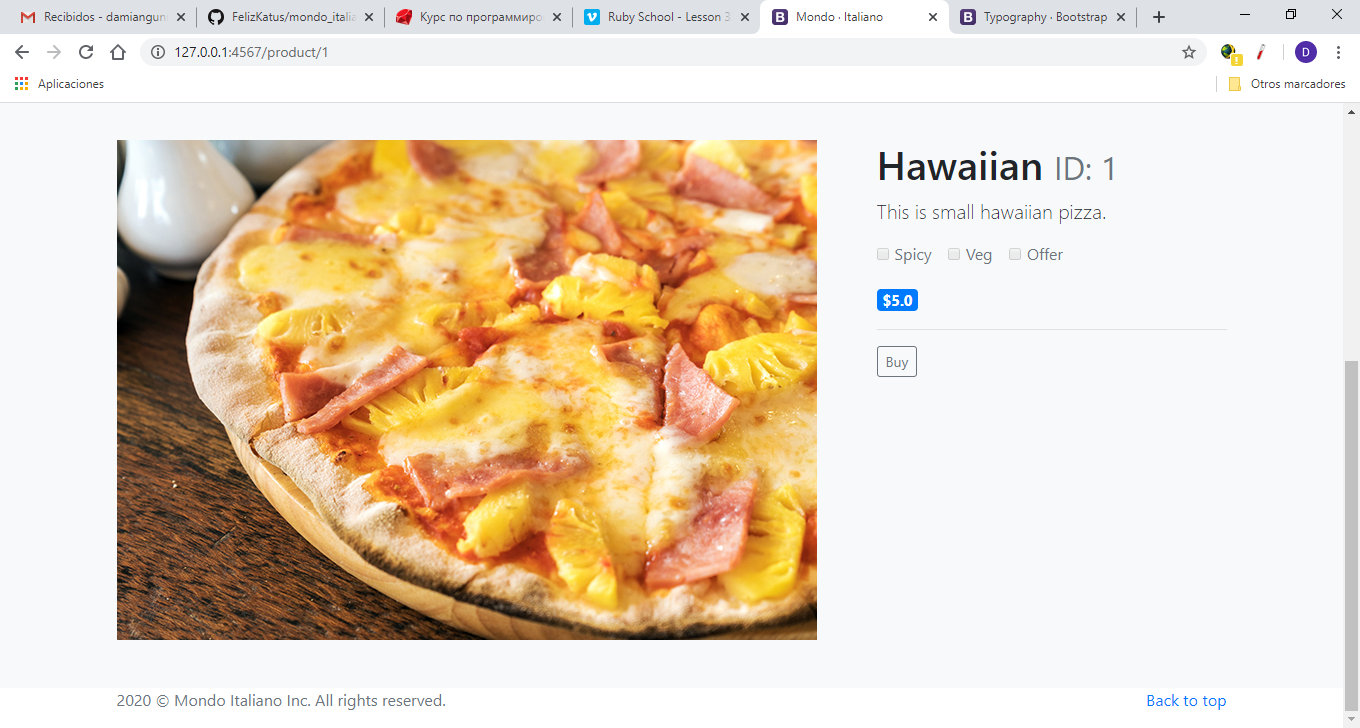 Recibidos - damiangun
FelizKatus/mondo_italia
Курс по программиро
Ruby School - Lesson 3
Mondo · Italiano
Typography · Bootstrap
127.0.0.1:4567/product/1
D
Aplicaciones
Otros marcadores
Hawaiian ID: 1
This is small hawaiian pizza.
Spicy Veg Offer
$5.0
Buy
2020 © Mondo Italiano Inc. All rights reserved.
Back to top